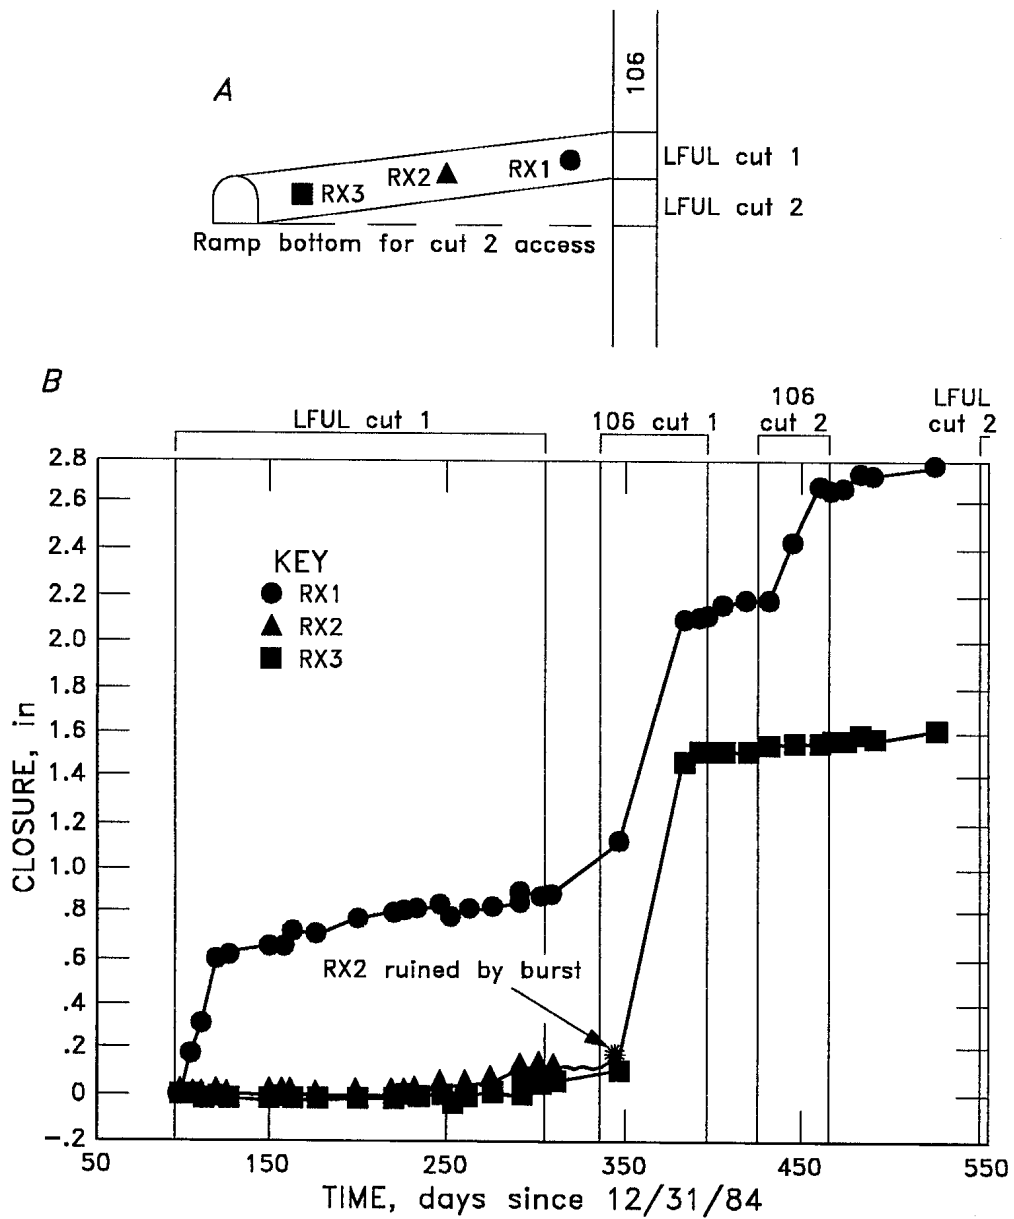 A
106
LFUL cut 1
RX1
RX2
RX3
LFUL cut 2
Ramp bottom for cut 2 access
B
LFUL cut 1
106 cut 1
106
cut 2
LFUL
cut 2
2.8
2.6
2.4
2.2
2.0
1.8
1.6
1.4
1.2
1.0
.8
.6
.4
.2
0
-.2
CLOSURE, in
KEY
RX1
RX2
RX3
RX2 ruined by burst
50 150 250 350 450 550
TIME, days since 12/31/84